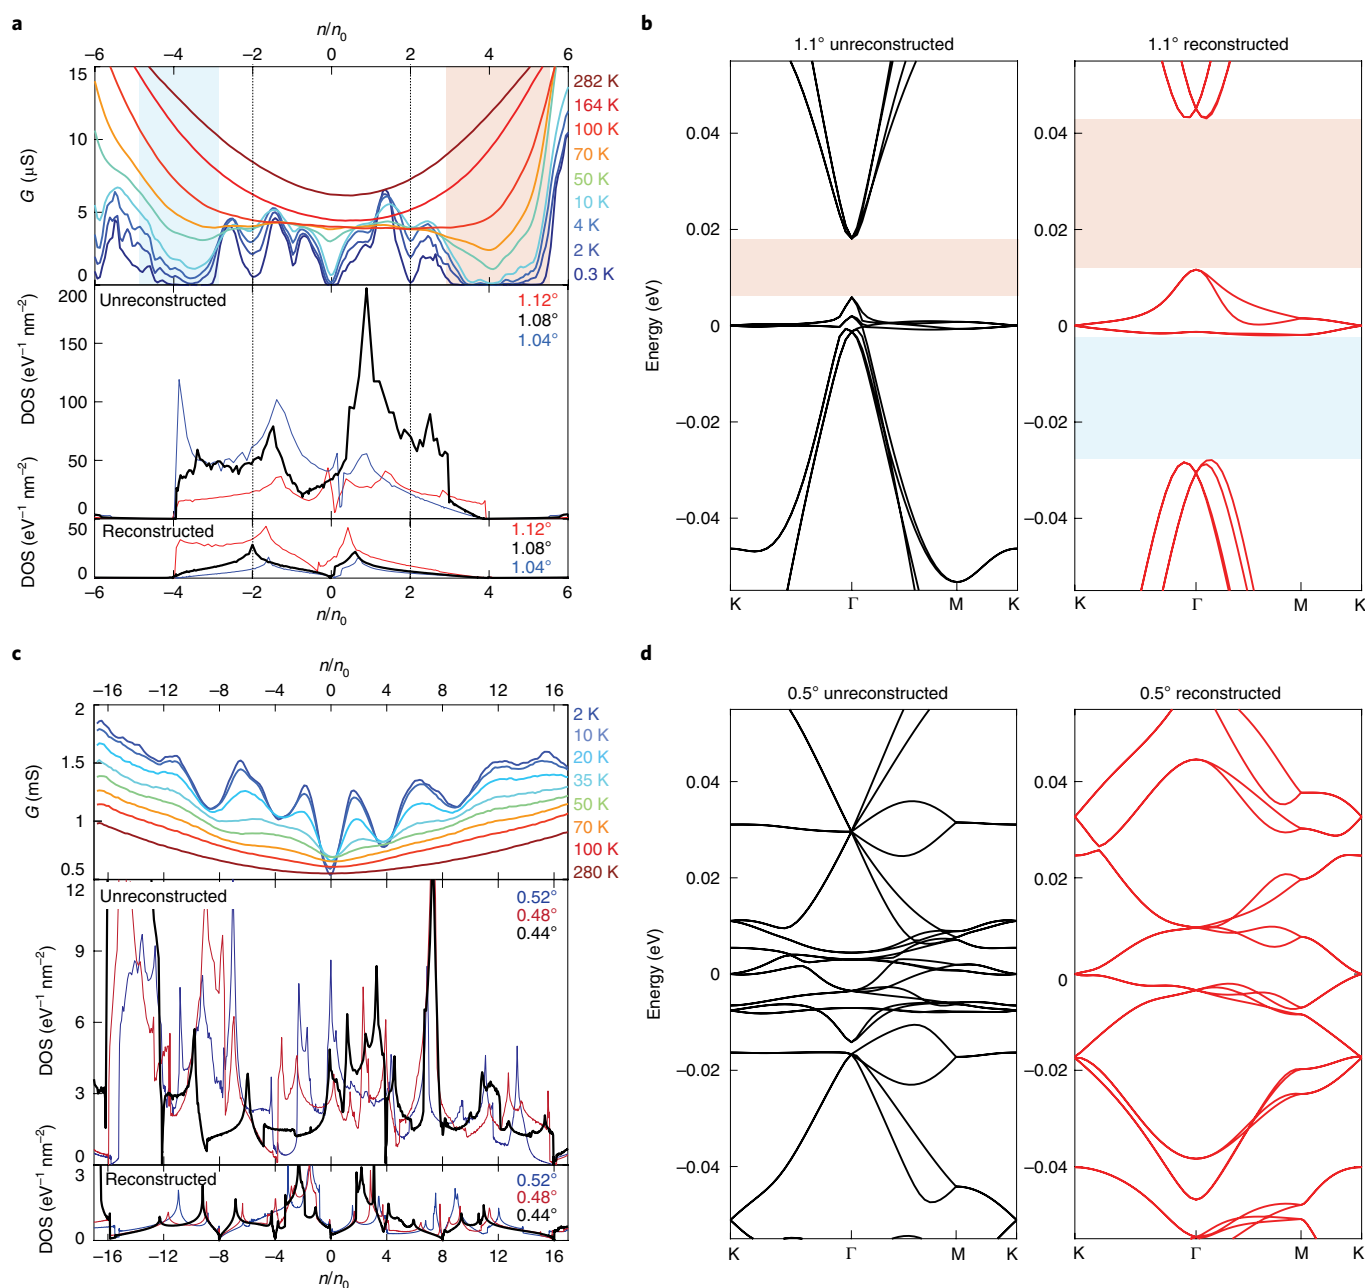 a
n/n0
−6 −4 −2 0 2 4 6
15
10
5
0
G (μS)
282 K
164 K
100 K
70 K
50 K
10 K
4 K
2 K
0.3 K
Unreconstructed
1.12°
1.08°
1.04°
200
150
100
50
0
DOS (eV−1 nm−2)
Reconstructed
1.12°
1.08°
1.04°
50
0
DOS (eV−1 nm−2)
−6 −4 −2 0 2 4 6
n/n0
b
1.1° unreconstructed
1.1° reconstructed
0.04
0.02
0
−0.02
−0.04
Energy (eV)
K Γ M K
0.04
0.02
0
−0.02
−0.04
K Γ M K
c
n/n0
−16 −12 −8 −4 0 4 8 12 16
2
1.5
1
0.5
G (mS)
2 K
10 K
20 K
35 K
50 K
70 K
100 K
280 K
Unreconstructed
0.52°
0.48°
0.44°
12
9
6
3
0
DOS (eV−1 nm−2)
Reconstructed
0.52°
0.48°
0.44°
3
0
DOS (eV−1 nm−2)
−16 −12 −8 −4 0 4 8 12 16
n/n0
d
0.5° unreconstructed
0.5° reconstructed
0.04
0.02
0
−0.02
−0.04
Energy (eV)
K Γ M K
0.04
0.02
0
−0.02
−0.04
K Γ M K